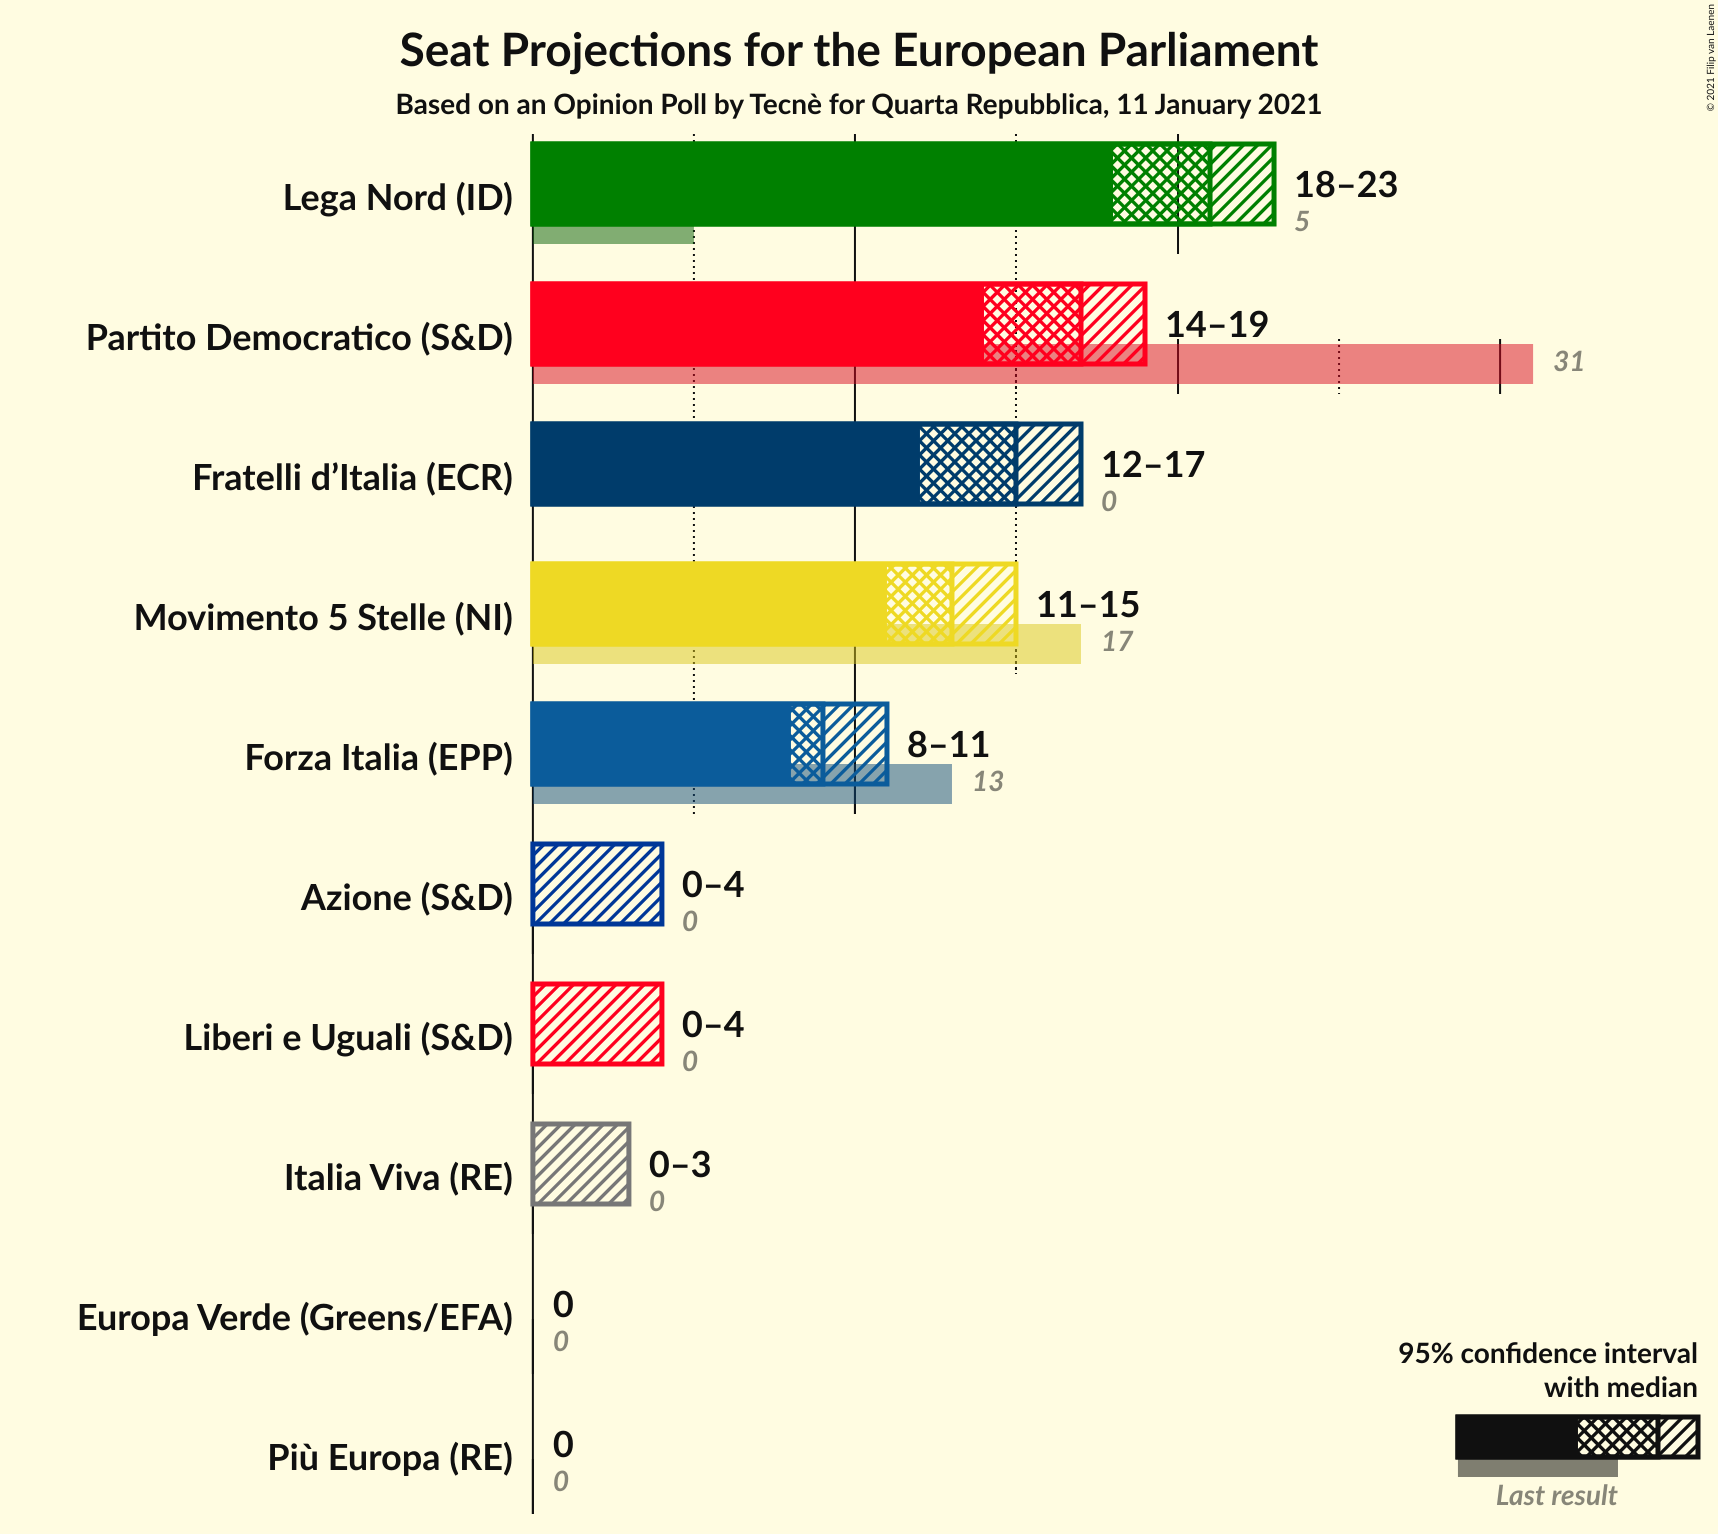 Seat Projections for the European Parliament
Based on an Opinion Poll by Tecnè for Quarta Repubblica, 11 January 2021
© 2021 Filip van Laenen
Lega Nord (ID)
18–23
5
Partito Democratico (S&D)
14–19
31
Fratelli d’Italia (ECR)
12–17
0
Movimento 5 Stelle (NI)
11–15
17
Forza Italia (EPP)
8–11
13
Azione (S&D)
0–4
0
Liberi e Uguali (S&D)
0–4
0
Italia Viva (RE)
0–3
0
Europa Verde (Greens/EFA)
0
0
Più Europa (RE)
0
0
95% confidence interval
with median
Last result